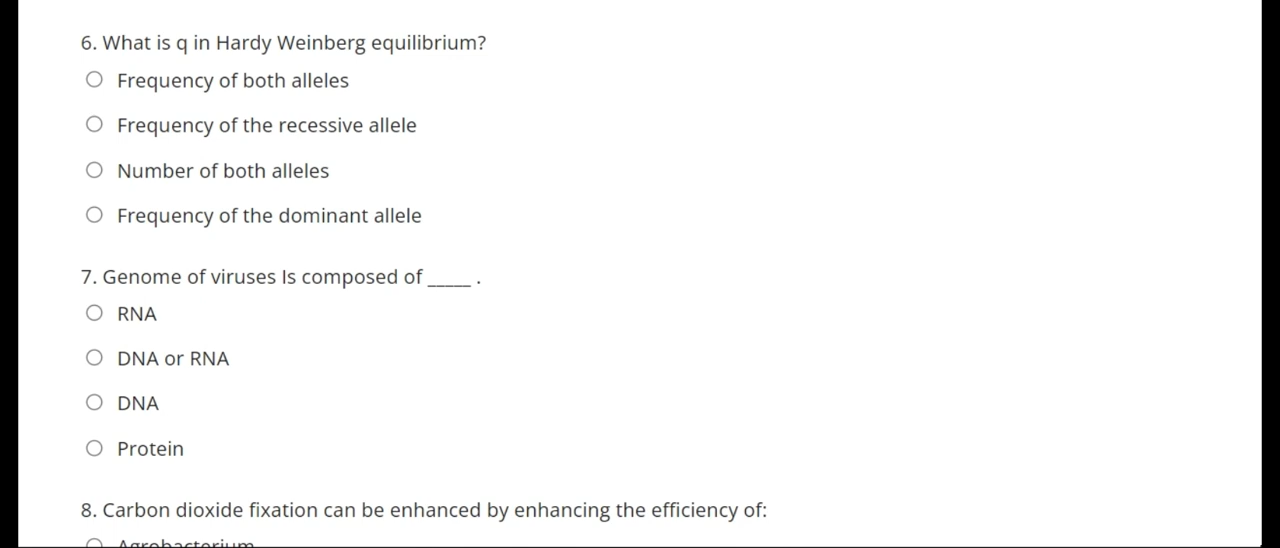 6. What is q in Hardy Weinberg equilibrium?
Frequency of both alleles
Frequency of the recessive allele
Number of both alleles
Frequency of the dominant allele
7. Genome of viruses Is composed of _____ .
RNA
DNA or RNA
DNA
Protein
8. Carbon dioxide fixation can be enhanced by enhancing the efficiency of:
Agrobacterium